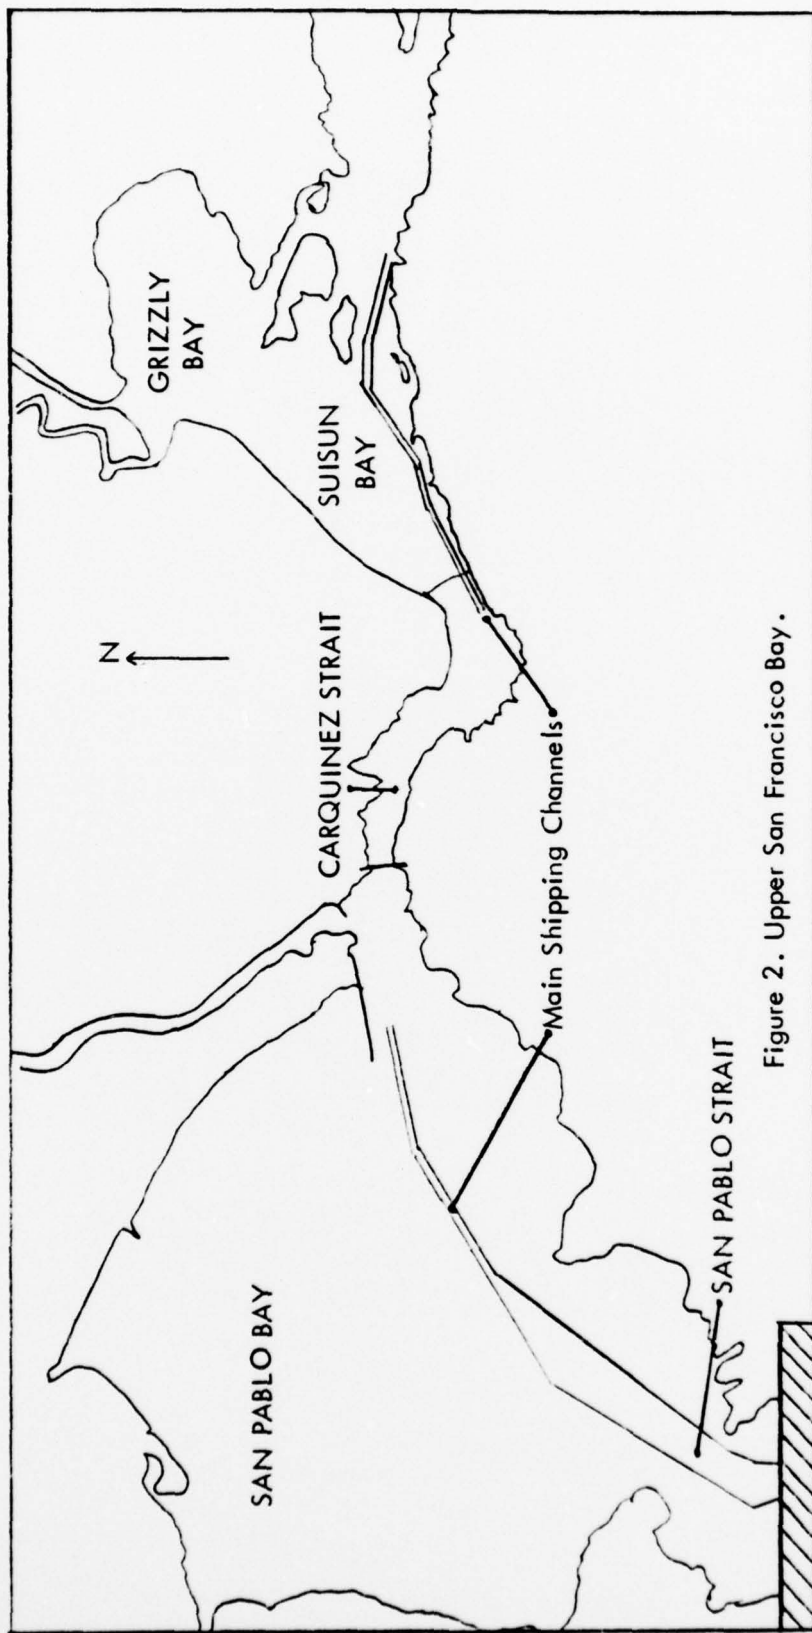 GRIZZLY
BAY
SUISUN
BAY
N
CARQUINEZ STRAIT
Main Shipping Channels
SAN PABLO BAY
SAN PABLO STRAIT
Figure 2. Upper San Francisco Bay.